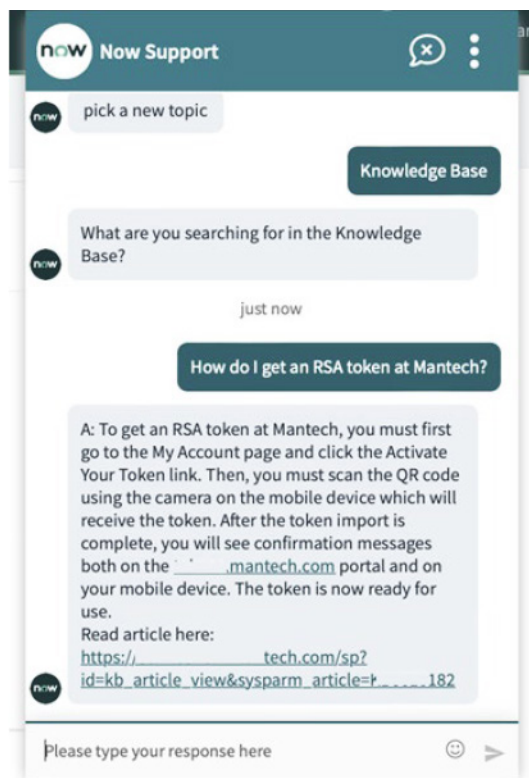 now Now Support
now pick a new topic
Knowledge Base
What are you searching for in the Knowledge
now Base?
just now
How do I get an RSA token at Mantech?
A: To get an RSA token at Mantech, you must first
go to the My Account page and click the Activate
Your Token link. Then, you must scan the QR code
using the camera on the mobile device which will
receive the token. After the token import is
complete, you will see confirmation messages
both on the .mantech.com portal and on
your mobile device. The token is now ready for
use.
Read article here:
https:/ tech.com/sp?
now id=kb_article_view&sysparm_article= 182
Please type your response here